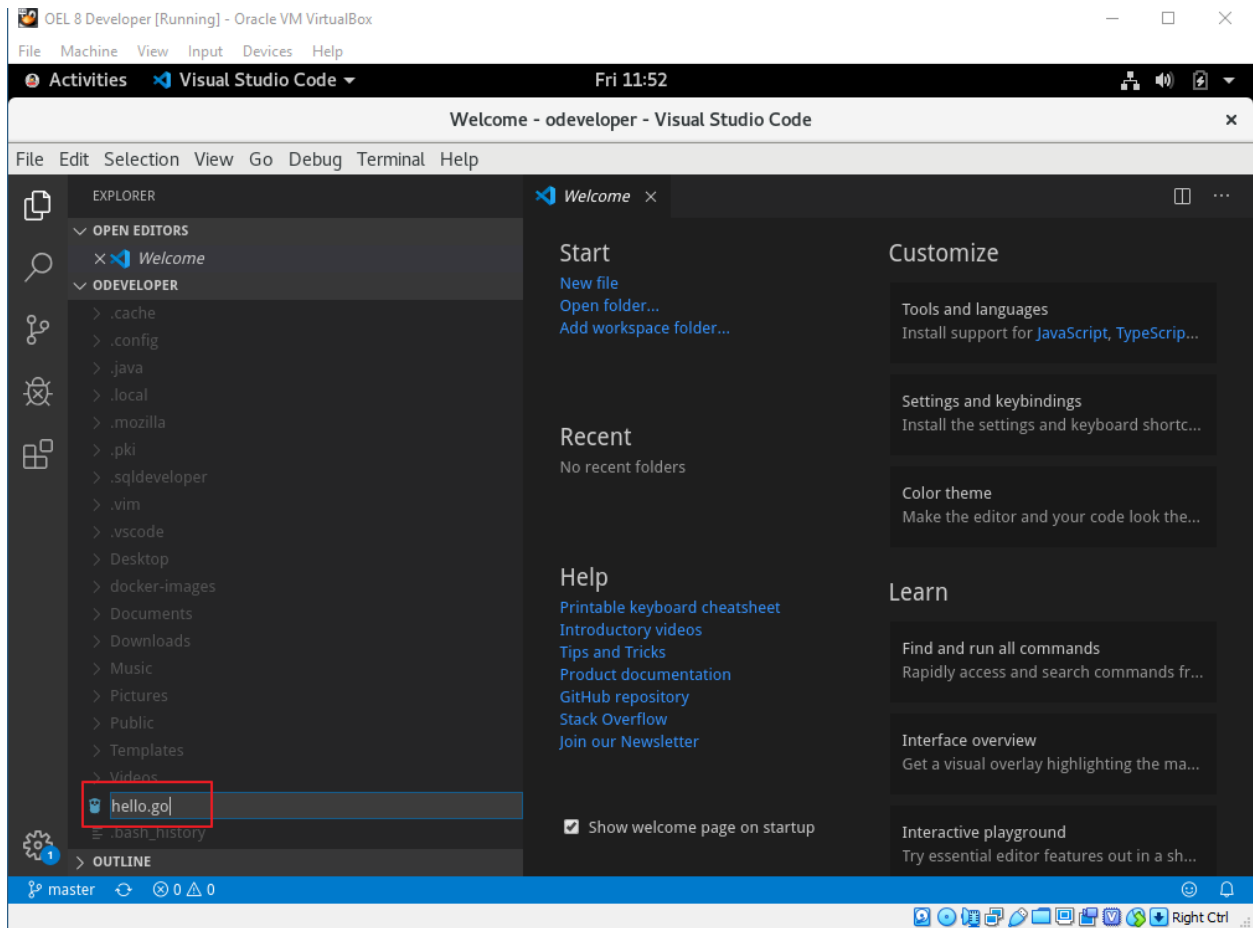 OEL 8 Developer [Running] - Oracle VM VirtualBox
File Machine View Input Devices Help
Activities Visual Studio Code Fri 11:52
Welcome - odeveloper - Visual Studio Code
File Edit Selection View Go Debug Terminal Help
EXPLORER
OPEN EDITORS
Welcome
ODEVELOPER
.cache
.config
.java
.local
.mozilla
.pki
.sqldeveloper
.vim
.vscode
Desktop
docker-images
Documents
Downloads
Music
Pictures
Public
Templates
Videos
hello.go
.bash_history
OUTLINE
Welcome
Start
New file
Open folder...
Add workspace folder...
Recent
No recent folders
Help
Printable keyboard cheatsheet
Introductory videos
Tips and Tricks
Product documentation
GitHub repository
Stack Overflow
Join our Newsletter
Show welcome page on startup
Customize
Tools and languages
Install support for JavaScript, TypeScrip...
Settings and keybindings
Install the settings and keyboard shortc...
Color theme
Make the editor and your code look the...
Learn
Find and run all commands
Rapidly access and search commands fr...
Interface overview
Get a visual overlay highlighting the ma...
Interactive playground
Try essential editor features out in a sh...
1
master 0 0
Right Ctrl